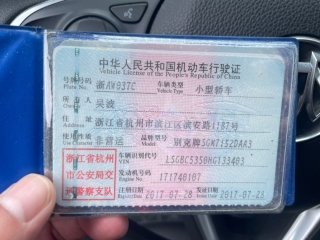 中华人民共和国机动车行驶证
Vehicle License of the People's Republic of China
号牌号码 浙AW93TC 车辆类型 小型轿车
Plate No. Vehicle Type
所有人 吴波
Owner
住址 浙江省杭州市滨江区滨安路1187号
Address
使用性质 非营运 品牌型号 别克牌SGM7152DAA3
Use Character Model
浙江省杭州市公安局交通警察支队
车辆识别代号 LSGBC5350HG133403
VIN
发动机号码 171740107
Engine No.
注册日期 2017-07-28 发证日期 2017-07-28
Register Date Issue Date